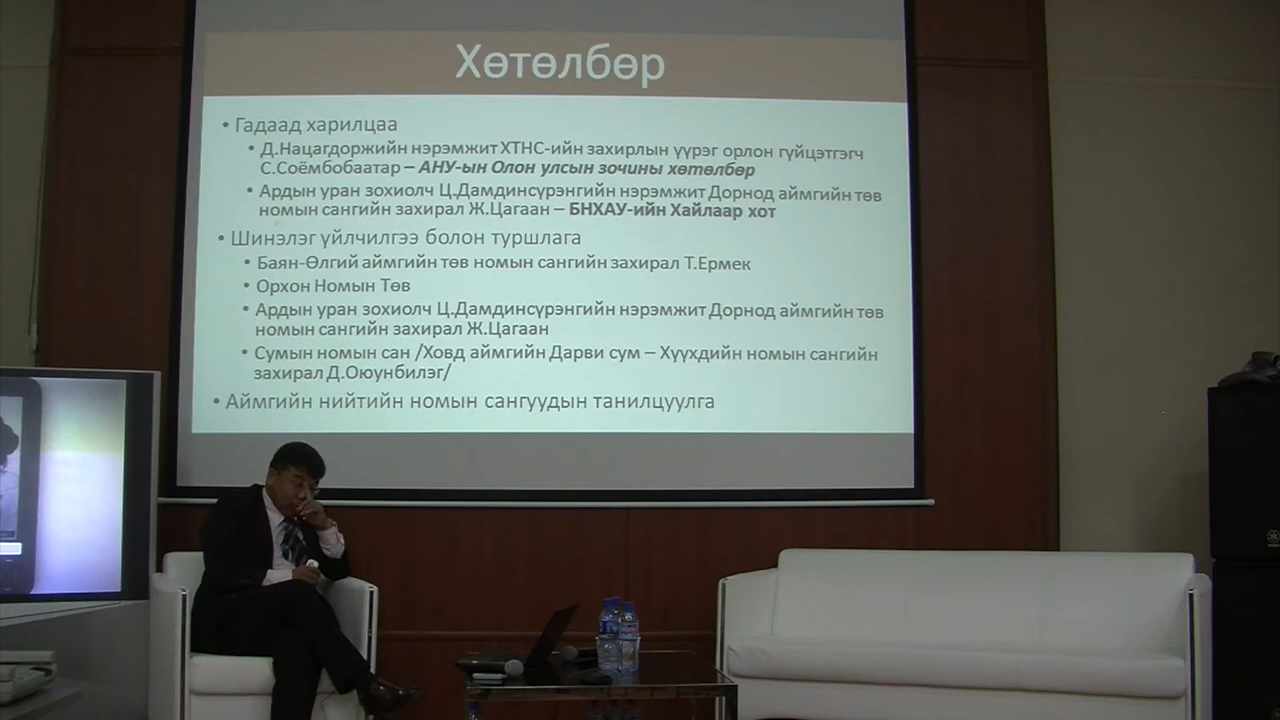 Хөтөлбөр
• Гадаад харилцаа
• Д.Нацагдоржийн нэрэмжит ХТНС-ийн захирлын үүрэг орлон гүйцэтгэгч
С.Соёмбобаатар – АНУ-ын Олон улсын зочины хөтөлбөр
• Ардын уран зохиолч Ц.Дамдинсүрэнгийн нэрэмжит Дорнод аймгийн төв
номын сангийн захирал Ж.Цагаан – БНХАУ-ийн Хайлаар хот
• Шинэлэг үйлчилгээ болон туршлага
• Баян-Өлгий аймгийн төв номын сангийн захирал Т.Ермек
• Орхон Номын Төв
• Ардын уран зохиолч Ц.Дамдинсүрэнгийн нэрэмжит Дорнод аймгийн төв
номын сангийн захирал Ж.Цагаан
• Сумын номын сан /Ховд аймгийн Дарви сум – Хүүхдийн номын сангийн
захирал Д.Оюунбилэг/
• Аймгийн нийтийн номын сангуудын танилцуулга